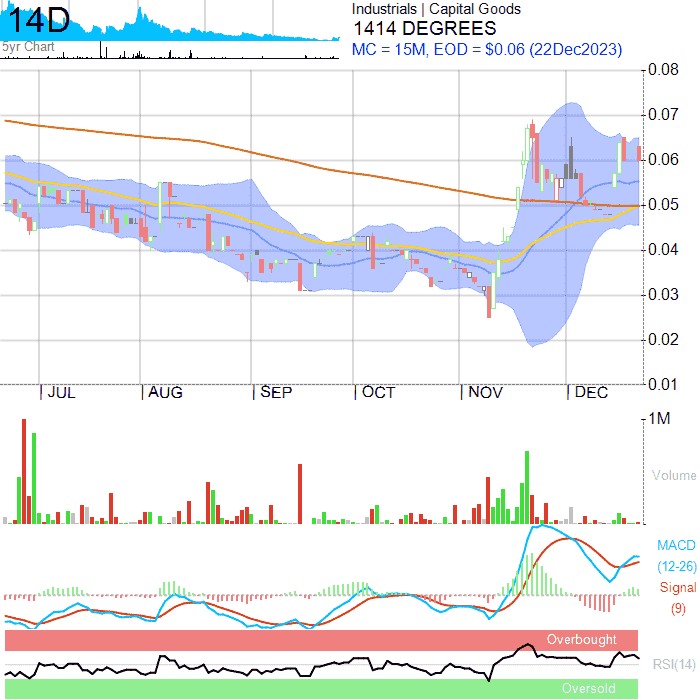 14D
5yr Chart
Industrials | Capital Goods
1414 DEGREES
MC = 15M, EOD = $0.06 (22Dec2023)
0.08
0.07
0.06
0.05
0.04
0.03
0.02
0.01
| JUL | AUG | SEP | OCT | NOV | DEC
1M
Volume
MACD
(12-26)
Signal
(9)
Overbought
RSI(14)
Oversold